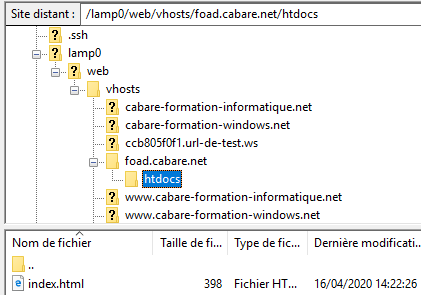 Site distant : /lamp0/web/vhosts/foad.cabare.net/htdocs
.ssh
lamp0
web
vhosts
cabare-formation-informatique.net
cabare-formation-windows.net
ccb805f0f1.url-de-test.ws
foad.cabare.net
htdocs
www.cabare-formation-informatique.net
www.cabare-formation-windows.net
Nom de fichier Taille de fi... Type de fic... Dernière modificati...
..
index.html 398 Fichier HT... 16/04/2020 14:22:26